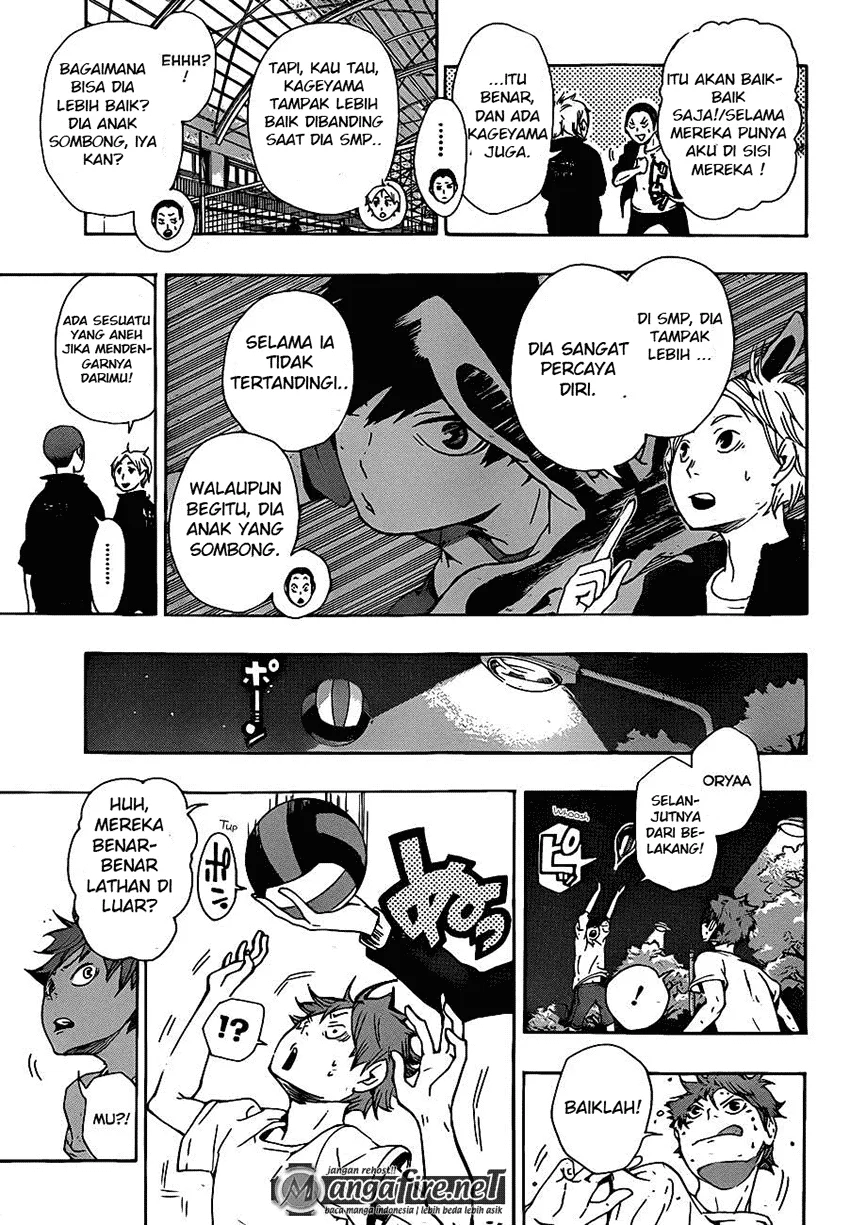 ITU AKAN BAIK-
BAIK
SAJA!/SELAMA
MEREKA PUNYA
AKU DI SISI
MEREKA !
...ITU
BENAR,
DAN ADA
KAGEYAMA
JUGA.
........
TAPI, KAU TAU,
KAGEYAMA
TAMPAK LEBIH
BAIK DIBANDING
SAAT DIA SMP..
EHHH?
!
BAGAIMANA
BISA DIA
LEBIH BAIK?
DIA ANAK
SOMBONG, IYA
KAN?
DI SMP, DIA
TAMPAK
LEBIH ...
DIA SANGAT
PERCAYA
DIRI.
SELAMA IA
TIDAK
TERTANDINGI..
WALAUPUN
BEGITU, DIA
ANAK YANG
SOMBONG.
ADA SESUATU
YANG ANEH
JIKA MENDEN-
GARNYA
DARIMU!
........
ポーン
ORYAA
SELAN-
JUTNYA
DARI BE-
LAKANG!
Whoosh
!
BAIKLAH!
Tup
!?
HUH,
MEREKA
BENAR-
BENAR
LATHAN DI
LUAR?
MU?!
jangan rehost!!
Mangafire.neT
baca manga indonesia | lebih beda lebih asik